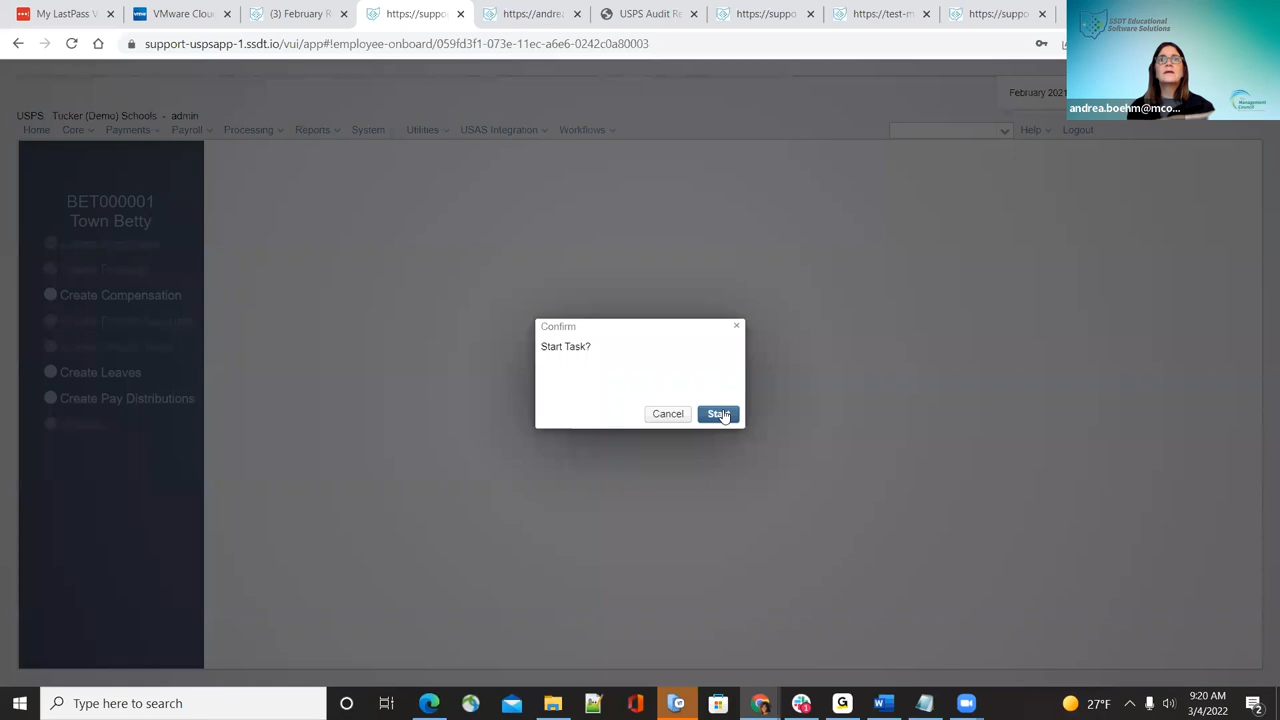 My LastPass V
VMware Cloud
(3) February R
https://suppo
https://andre
USPS Audit Re
https://suppo
https://test-m
https://suppo
support-uspsapp-1.ssdt.io/vui/app#!employee-onboard/059fd3f1-073e-11ec-a6e6-0242c0a80003
SSDT Educational
Software Solutions
Management
Council
andrea.boehm@mco...
February 2021
USPS Tucker (Demo) Schools - admin
Home Core Payments Payroll Processing Reports System Utilities USAS Integration Workflows Help Logout
BET000001
Town Betty
Create Compensation
Create Leaves
Create Pay Distributions
Confirm
Start Task?
Cancel Start
Type here to search
27°F
9:20 AM
3/4/2022
2